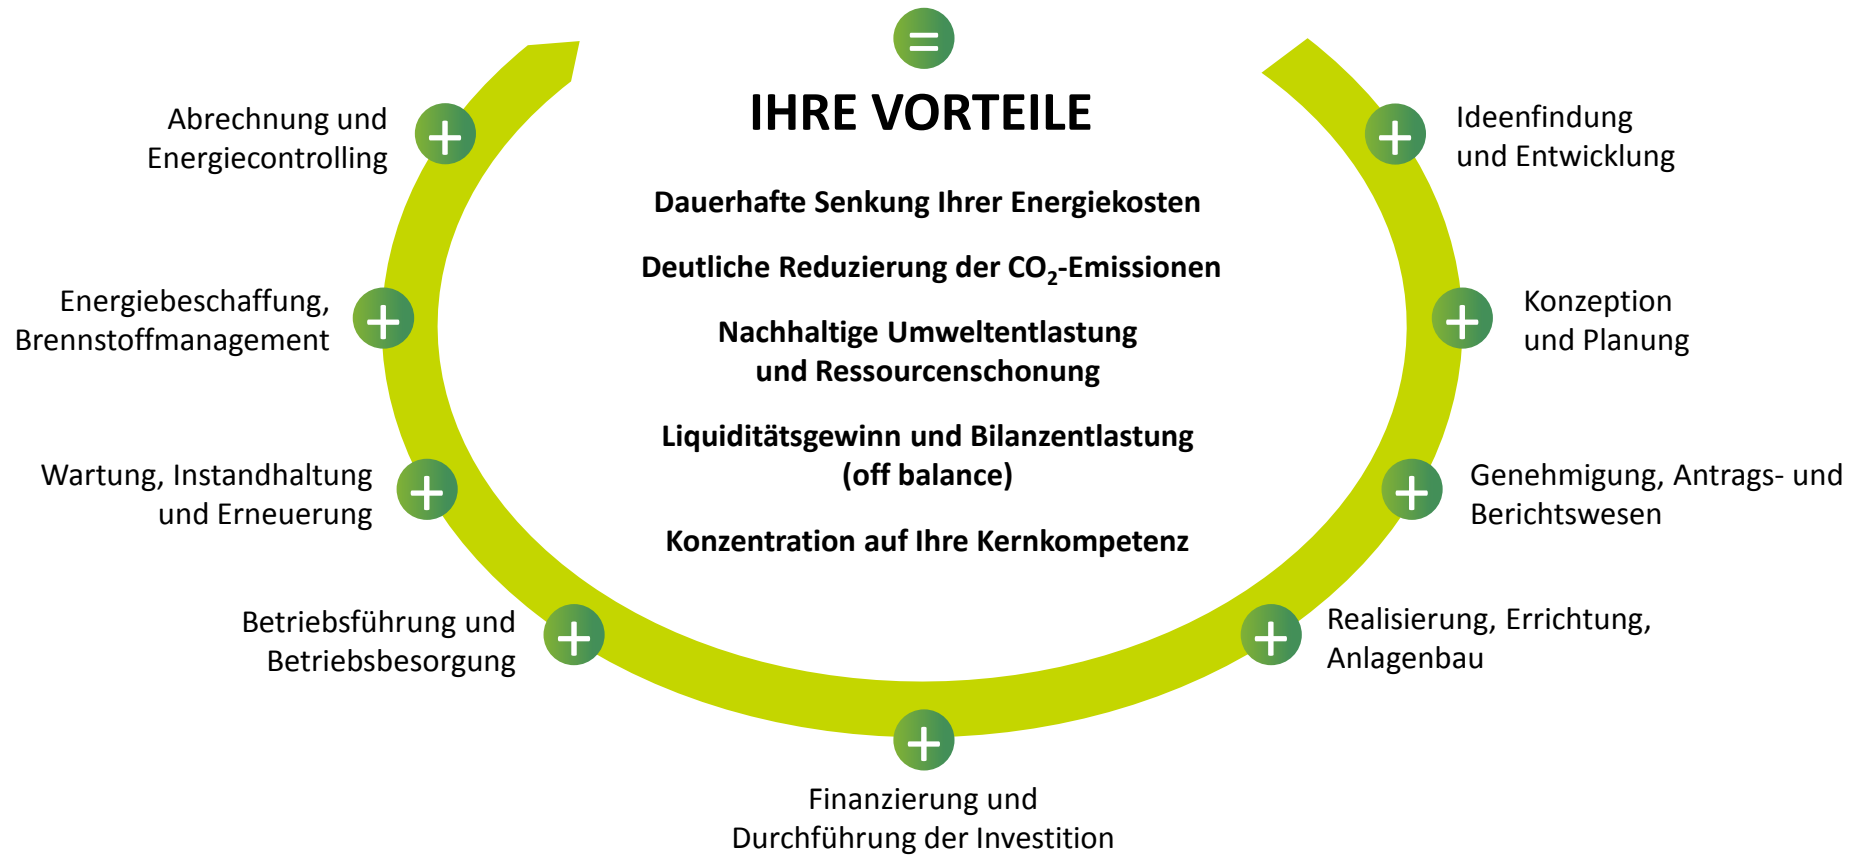 =
IHRE VORTEILE
Dauerhafte Senkung Ihrer Energiekosten
Deutliche Reduzierung der CO₂-Emissionen
Nachhaltige Umweltentlastung
und Ressourcenschonung
Liquiditätsgewinn und Bilanzentlastung
(off balance)
Konzentration auf Ihre Kernkompetenz
+
Ideenfindung
und Entwicklung
+
Konzeption
und Planung
+
Genehmigung, Antrags- und
Berichtswesen
+
Realisierung, Errichtung,
Anlagenbau
+
Finanzierung und
Durchführung der Investition
+
Betriebsführung und
Betriebsbesorgung
+
Wartung, Instandhaltung
und Erneuerung
+
Energiebeschaffung,
Brennstoffmanagement
+
Abrechnung und
Energiecontrolling